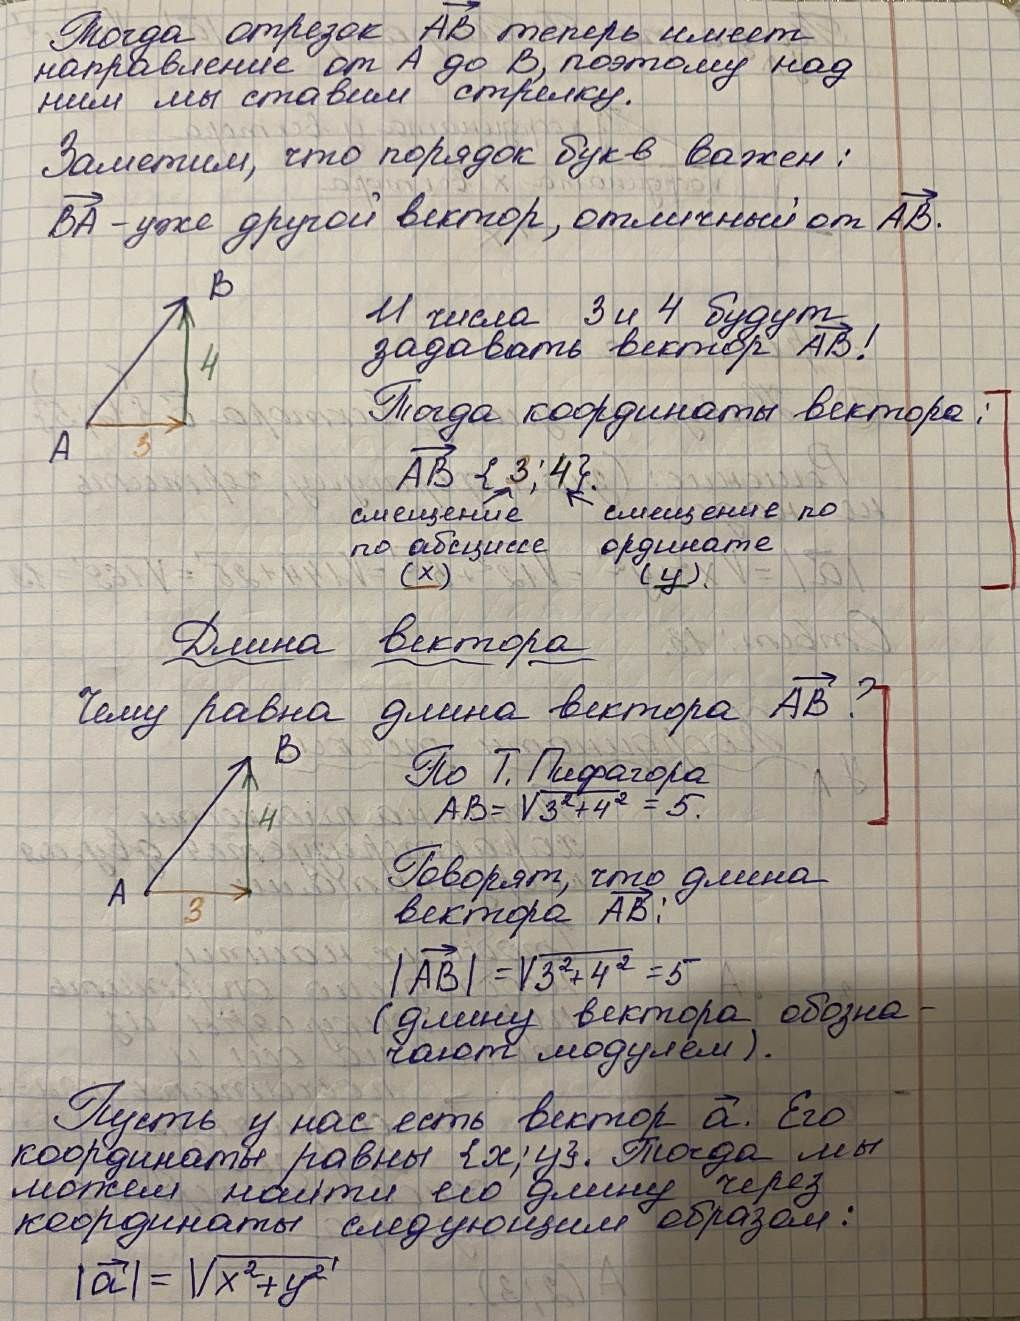 Тогда отрезок AB теперь имеет
направление от A до B, поэтому над
ним мы ставим стрелку.
Заметим, что порядок букв важен:
BA – уже другой вектор, отличный от AB.
B
4
A
3
И числа 3 и 4 будут
задавать вектор AB!
Тогда координаты вектора:
AB {3; 4}.
смещение смещение по
по абсциссе ординате
(x) (y).
Длина вектора
Чему равна длина вектора AB?
B
4
A
3
По Т. Пифагора
AB = √3²+4² = 5.
Говорят, что длина
вектора AB:
|AB| = √3²+4² = 5
(длину вектора обозна-
чают модулем).
Пусть у нас есть вектор a. Его
координаты равны {x; y}. Тогда мы
можем найти его длину через
координаты следующим образом:
|a| = √x²+y²